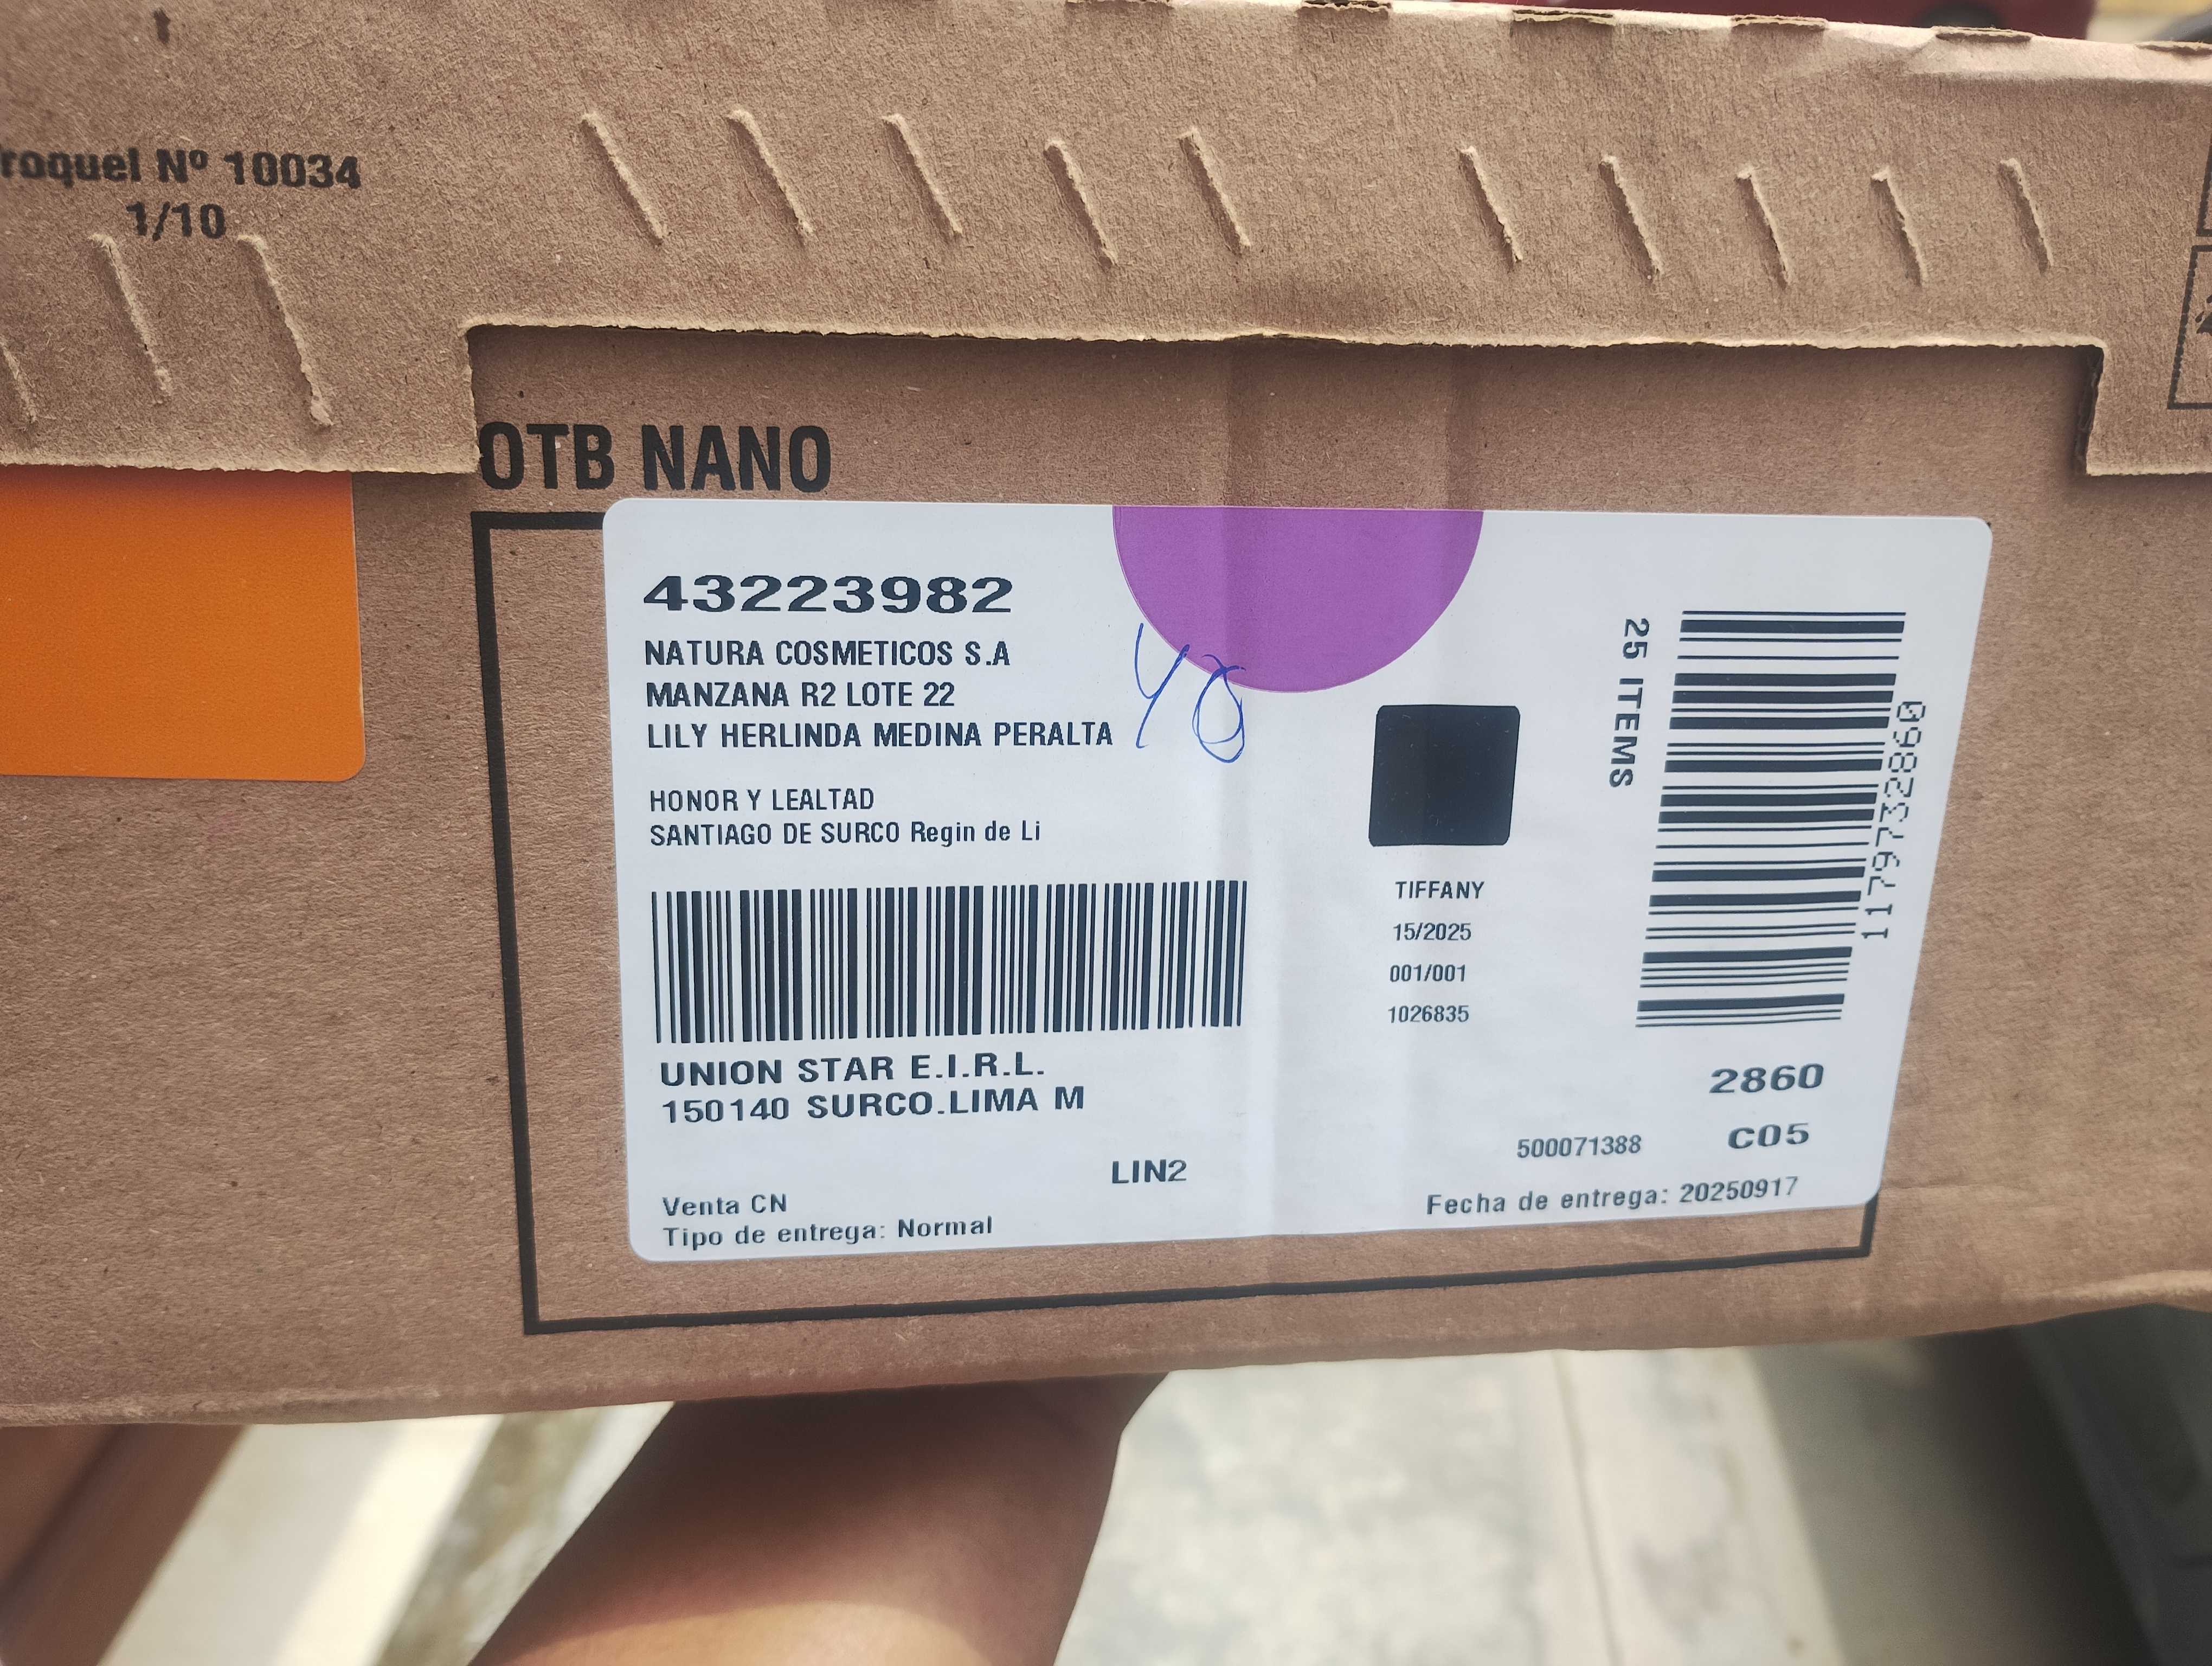 roquel Nº 10034
1/10
OTB NANO
43223982
NATURA COSMETICOS S.A
MANZANA R2 LOTE 22
LILY HERLINDA MEDINA PERALTA
HONOR Y LEALTAD
SANTIAGO DE SURCO Regin de Li
UNION STAR E.I.R.L.
150140 SURCO.LIMA M
LIN2
Venta CN
Tipo de entrega: Normal
TIFFANY
15/2025
001/001
1026835
25 ITEMS
1179732860
2860
C05
500071388
Fecha de entrega: 20250917